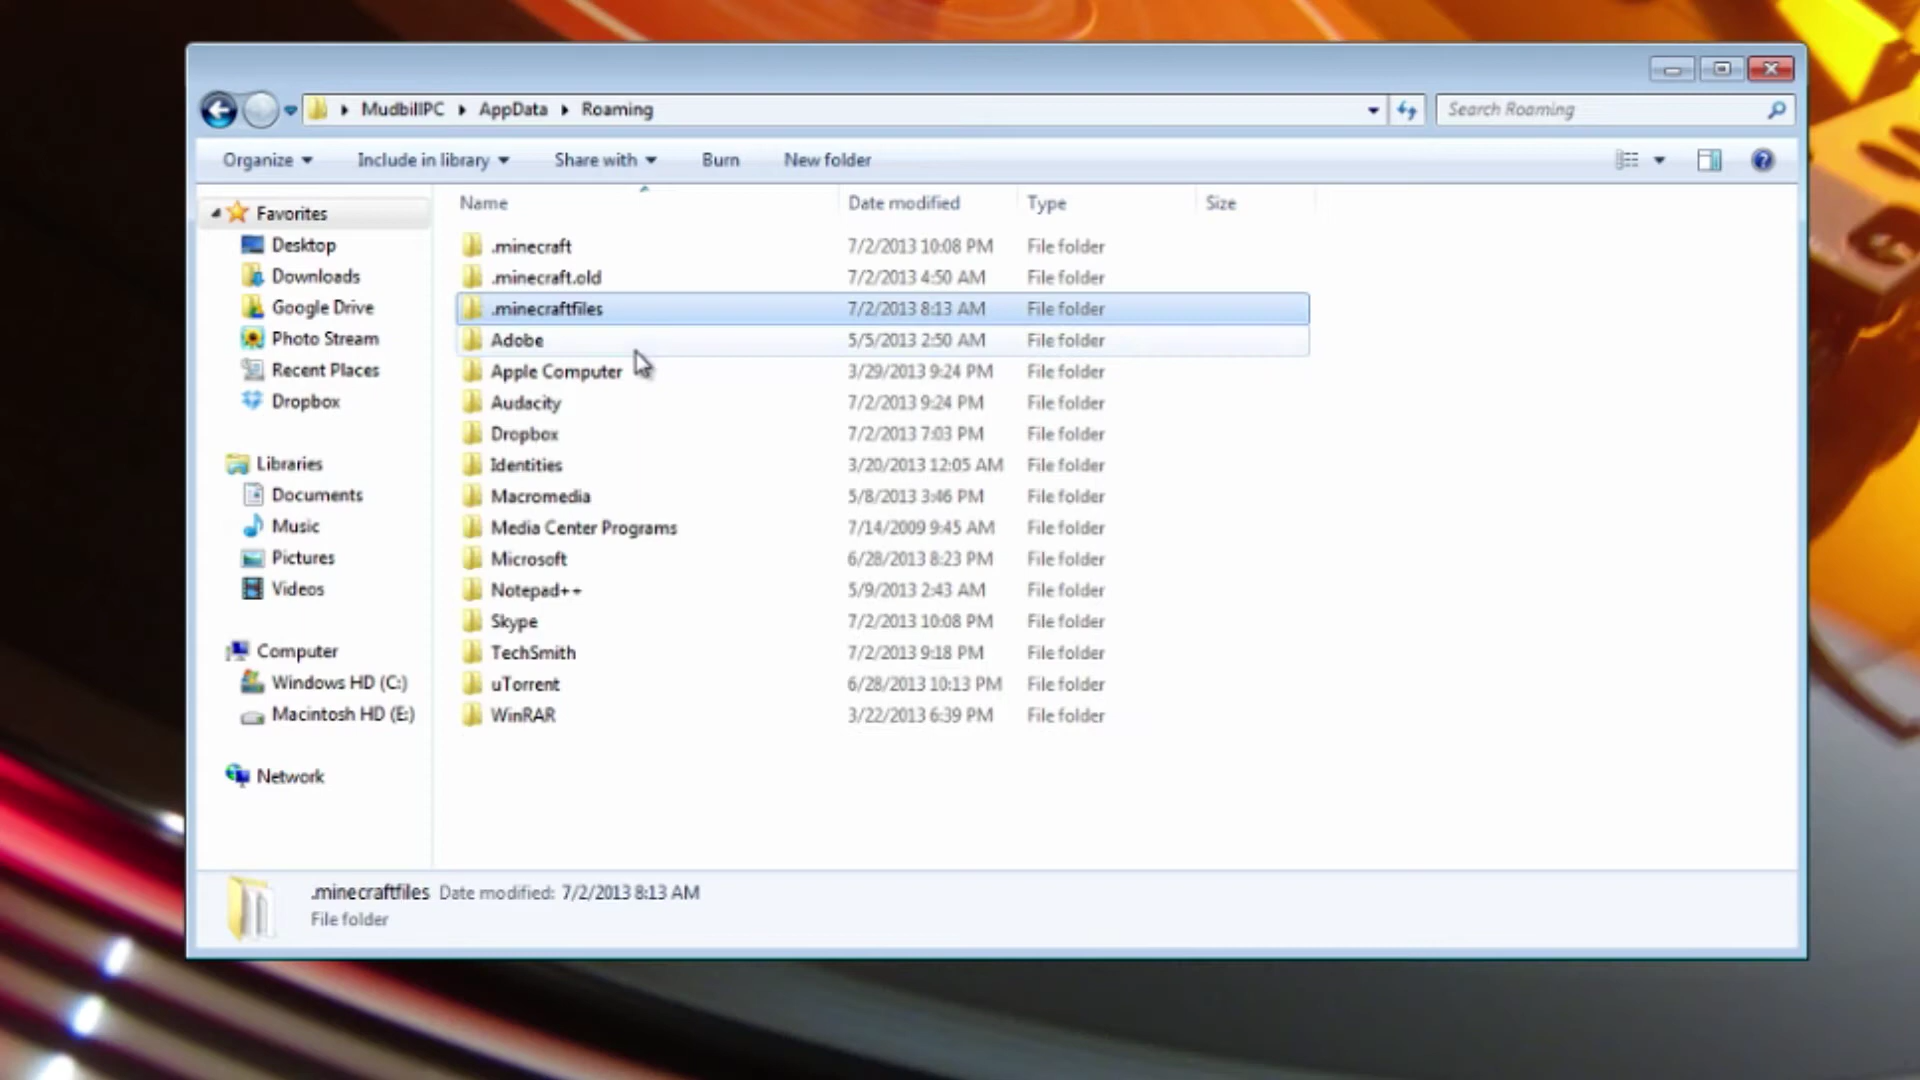 MudbillPC AppData Roaming Search Roaming
Organize Include in library Share with Burn New folder
Name Date modified Type Size
Favorites
Desktop
Downloads
Google Drive
Photo Stream
Recent Places
Dropbox
Libraries
Documents
Music
Pictures
Videos
Computer
Windows HD (C:)
Macintosh HD (E:)
Network
.minecraft 7/2/2013 10:08 PM File folder
.minecraft.old 7/2/2013 4:50 AM File folder
.minecraftfiles 7/2/2013 8:13 AM File folder
Adobe 5/5/2013 2:50 AM File folder
Apple Computer 3/29/2013 9:24 PM File folder
Audacity 7/2/2013 9:24 PM File folder
Dropbox 7/2/2013 7:03 PM File folder
Identities 3/20/2013 12:05 AM File folder
Macromedia 5/8/2013 3:46 PM File folder
Media Center Programs 7/14/2009 9:45 AM File folder
Microsoft 6/28/2013 8:23 PM File folder
Notepad++ 5/9/2013 2:43 AM File folder
Skype 7/2/2013 10:08 PM File folder
TechSmith 7/2/2013 9:18 PM File folder
uTorrent 6/28/2013 10:13 PM File folder
WinRAR 3/22/2013 6:39 PM File folder
.minecraftfiles Date modified: 7/2/2013 8:13 AM
File folder